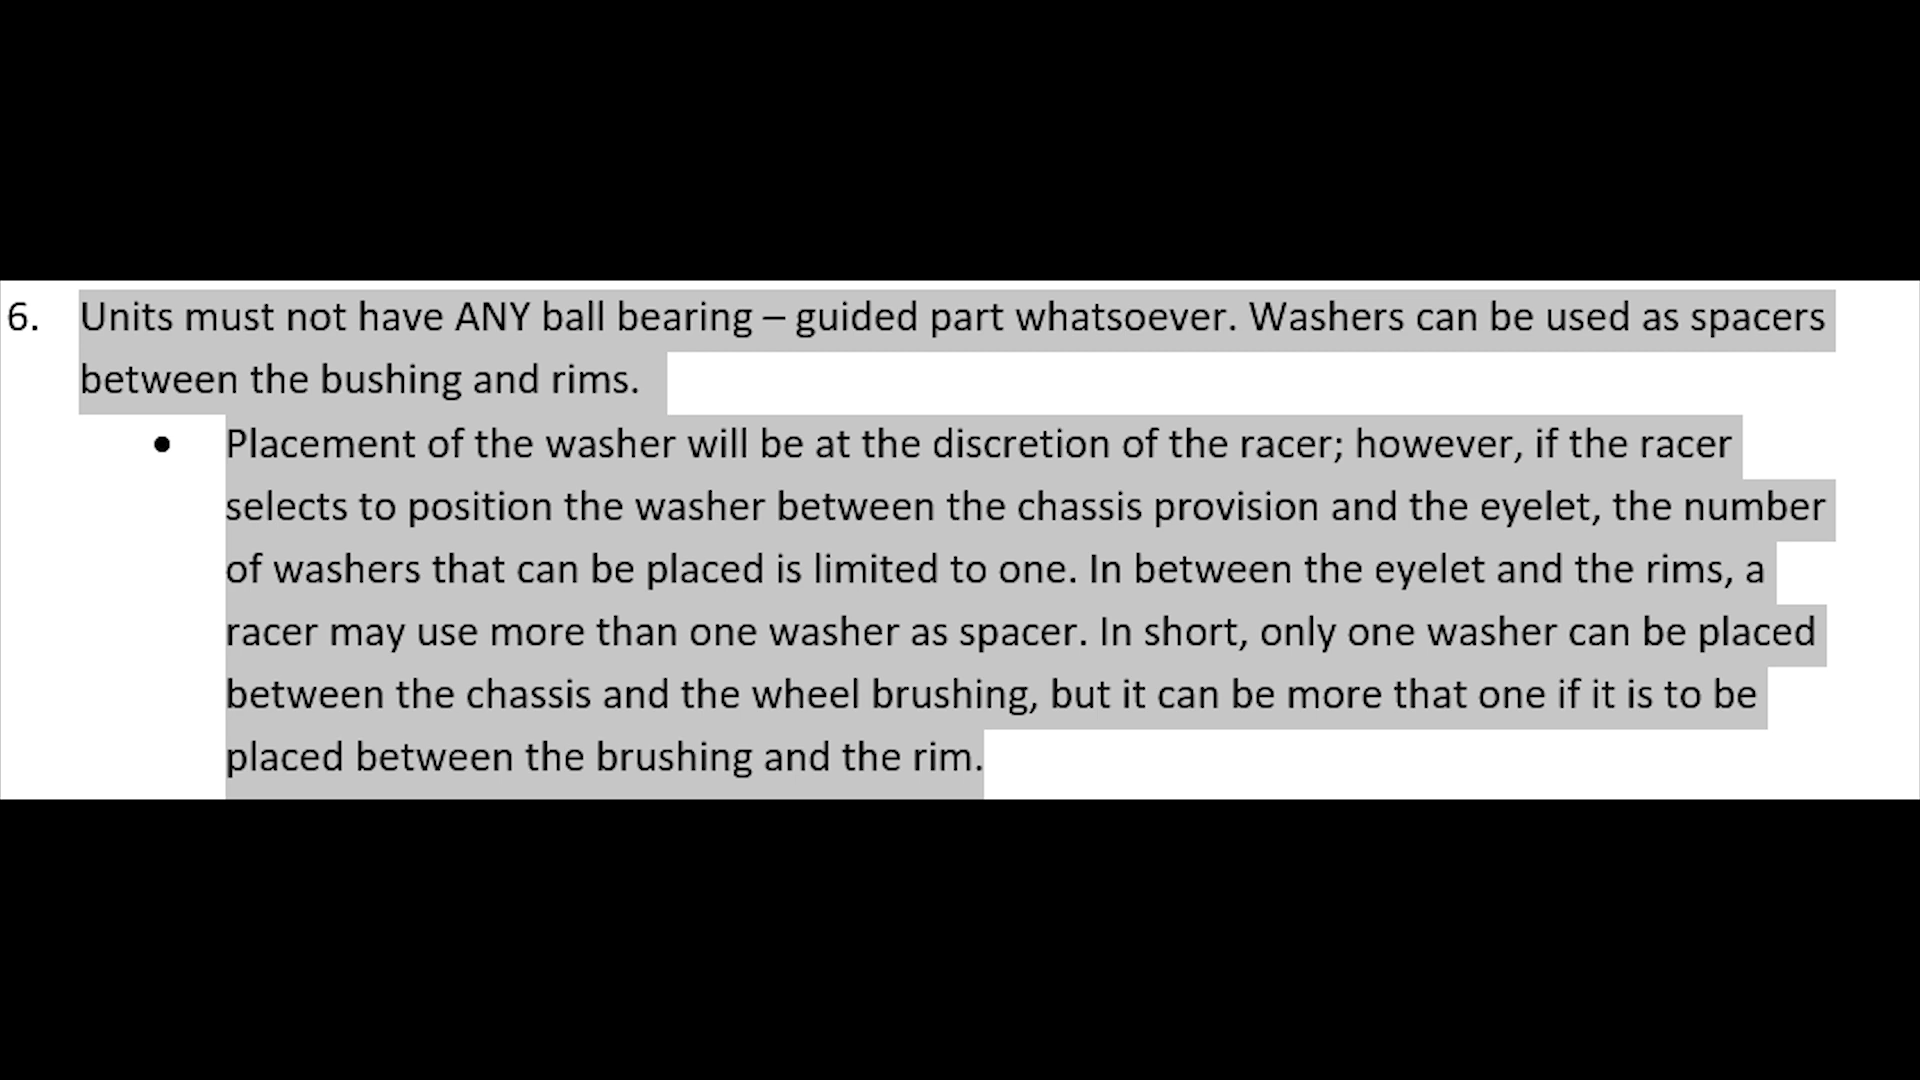 6. Units must not have ANY ball bearing – guided part whatsoever. Washers can be used as spacers
between the bushing and rims.
• Placement of the washer will be at the discretion of the racer; however, if the racer
selects to position the washer between the chassis provision and the eyelet, the number
of washers that can be placed is limited to one. In between the eyelet and the rims, a
racer may use more than one washer as spacer. In short, only one washer can be placed
between the chassis and the wheel brushing, but it can be more that one if it is to be
placed between the brushing and the rim.